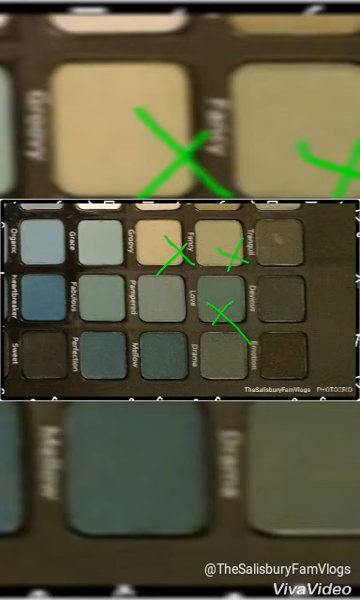 Groovy
Fancy
Organic
Grace
Groovy
Fancy
Tranquil
Heartbreaker
Fabulous
Pampered
Love
Devious
Sweet
Perfection
Mellow
Drama
Emotion
TheSalisburyFamVlogs PHOTOGRID
Mellow
Drama
@TheSalisburyFamVlogs
VivaVideo